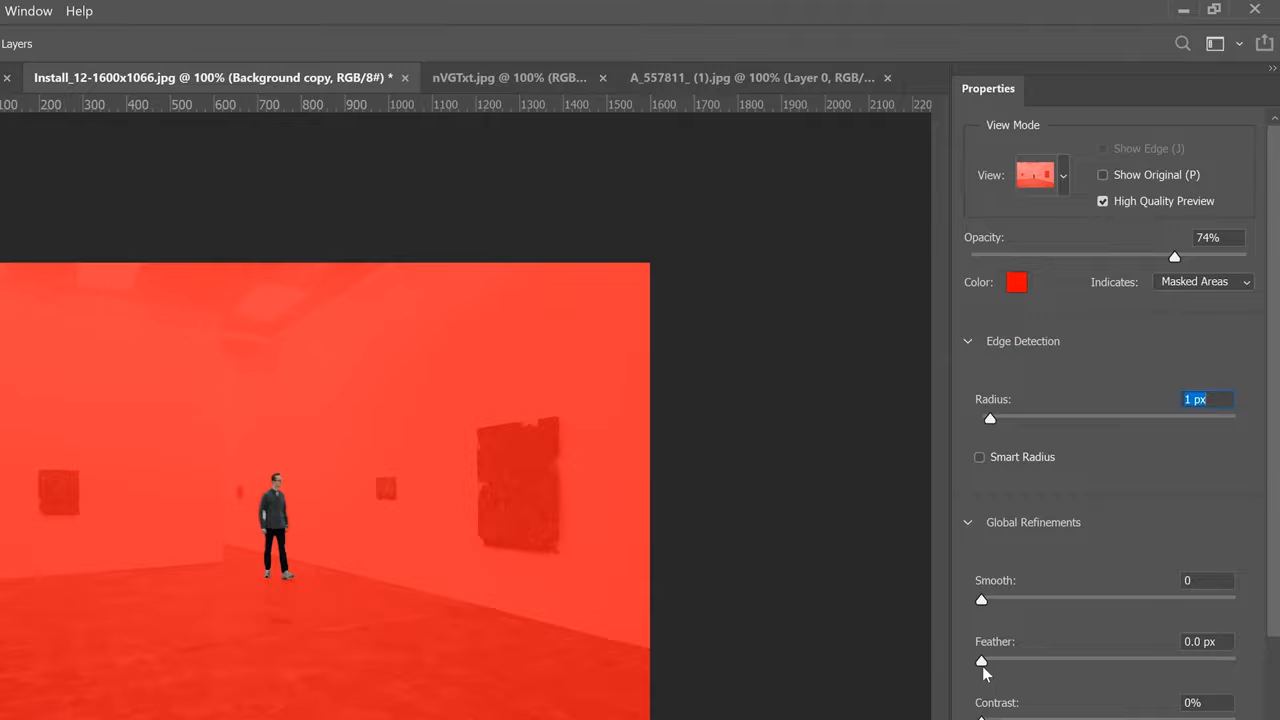 Window Help
Layers
Install_12-1600x1066.jpg @ 100% (Background copy, RGB/8#) * nVGTxt.jpg @ 100% (RGB... A_557811_ (1).jpg @ 100% (Layer 0, RGB/...
100 200 300 400 500 600 700 800 900 1000 1100 1200 1300 1400 1500 1600 1700 1800 1900 2000 2100 220
Properties
View Mode
Show Edge (J)
View: Show Original (P)
High Quality Preview
Opacity: 74%
Color: Indicates: Masked Areas
Edge Detection
Radius: 1 px
Smart Radius
Global Refinements
Smooth: 0
Feather: 0.0 px
Contrast: 0%